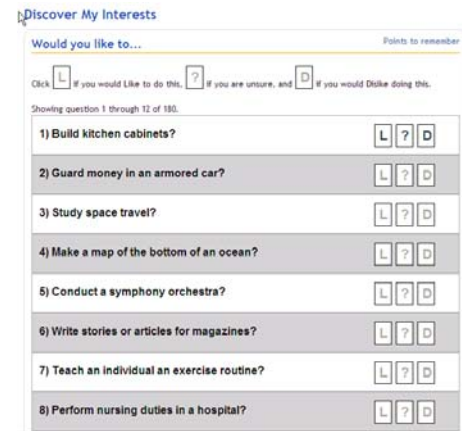 Discover My Interests
Would you like to... Points to remember
Click L if you would Like to do this, ? if you are unsure, and D if you would Dislike doing this.
Showing question 1 through 12 of 180.
1) Build kitchen cabinets? L ? D
2) Guard money in an armored car? L ? D
3) Study space travel? L ? D
4) Make a map of the bottom of an ocean? L ? D
5) Conduct a symphony orchestra? L ? D
6) Write stories or articles for magazines? L ? D
7) Teach an individual an exercise routine? L ? D
8) Perform nursing duties in a hospital? L ? D